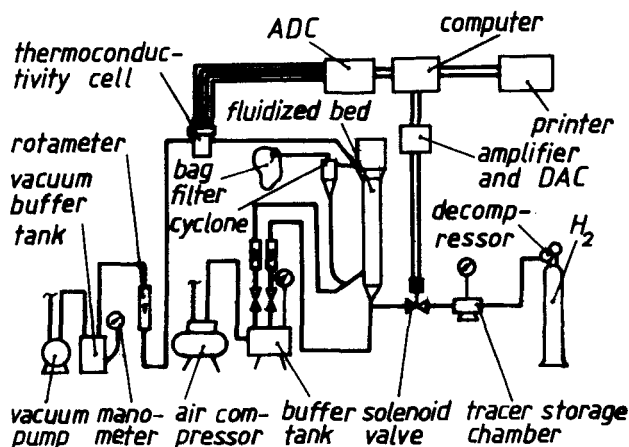 ADC
computer
thermoconduc-
tivity cell
fluidized bed
printer
rotameter
bag
filter
cyclone
amplifier
and DAC
vacuum
buffer
tank
decomp-
ressor
H2
vacuum
pump
mano-
meter
air com-
pressor
buffer
tank
solenoid
valve
tracer storage
chamber